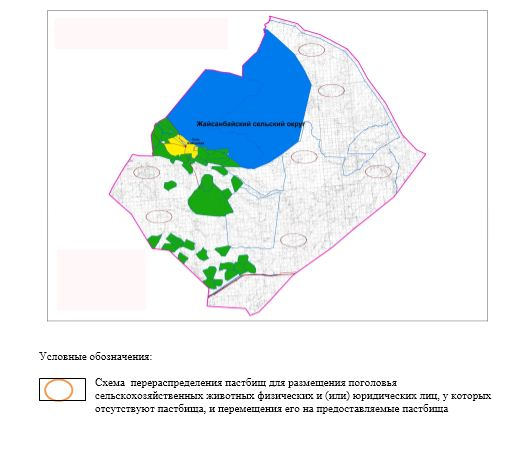 Жайсанбайский сельский округ
Условные обозначения:
Схема перераспределения пастбищ для размещения поголовья
сельскохозяйственных животных физических и (или) юридических лиц, у которых
отсутствуют пастбища, и перемещения его на предоставляемые пастбища